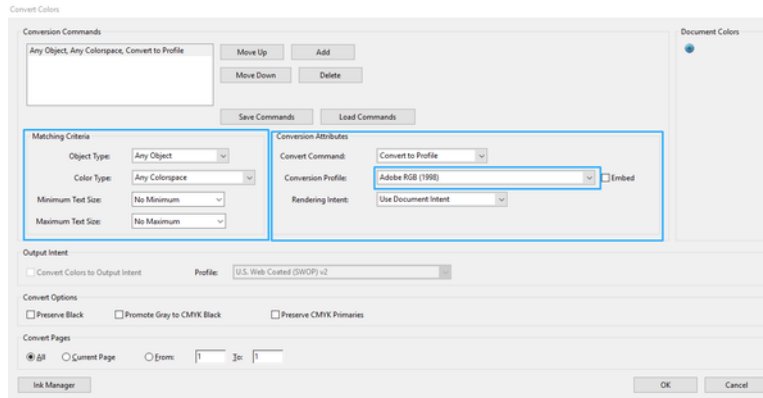 Convert Colors
Conversion Commands
Document Colors
Any Object, Any Colorspace, Convert to Profile
Move Up Add
Move Down Delete
Save Commands Load Commands
Matching Criteria
Object Type: Any Object
Color Type: Any Colorspace
Minimum Text Size: No Minimum
Maximum Text Size: No Maximum
Conversion Attributes
Convert Command: Convert to Profile
Conversion Profile: Adobe RGB (1998) Embed
Rendering Intent: Use Document Intent
Output Intent
Convert Colors to Output Intent Profile: U.S. Web Coated (SWOP) v2
Convert Options
Preserve Black Promote Gray to CMYK Black Preserve CMYK Primaries
Convert Pages
All Current Page From: 1 To: 1
Ink Manager OK Cancel